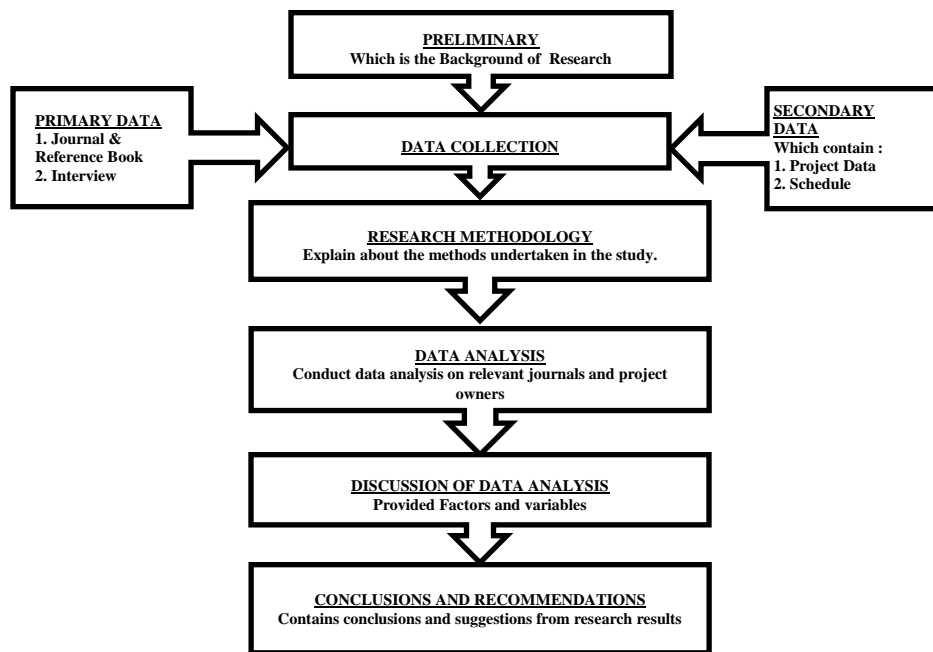 PRELIMINARY
Which is the Background of Research
PRIMARY DATA
1. Journal &
Reference Book
2. Interview
DATA COLLECTION
SECONDARY
DATA
Which contain :
1. Project Data
2. Schedule
RESEARCH METHODOLOGY
Explain about the methods undertaken in the study.
DATA ANALYSIS
Conduct data analysis on relevant journals and project
owners
DISCUSSION OF DATA ANALYSIS
Provided Factors and variables
CONCLUSIONS AND RECOMMENDATIONS
Contains conclusions and suggestions from research results